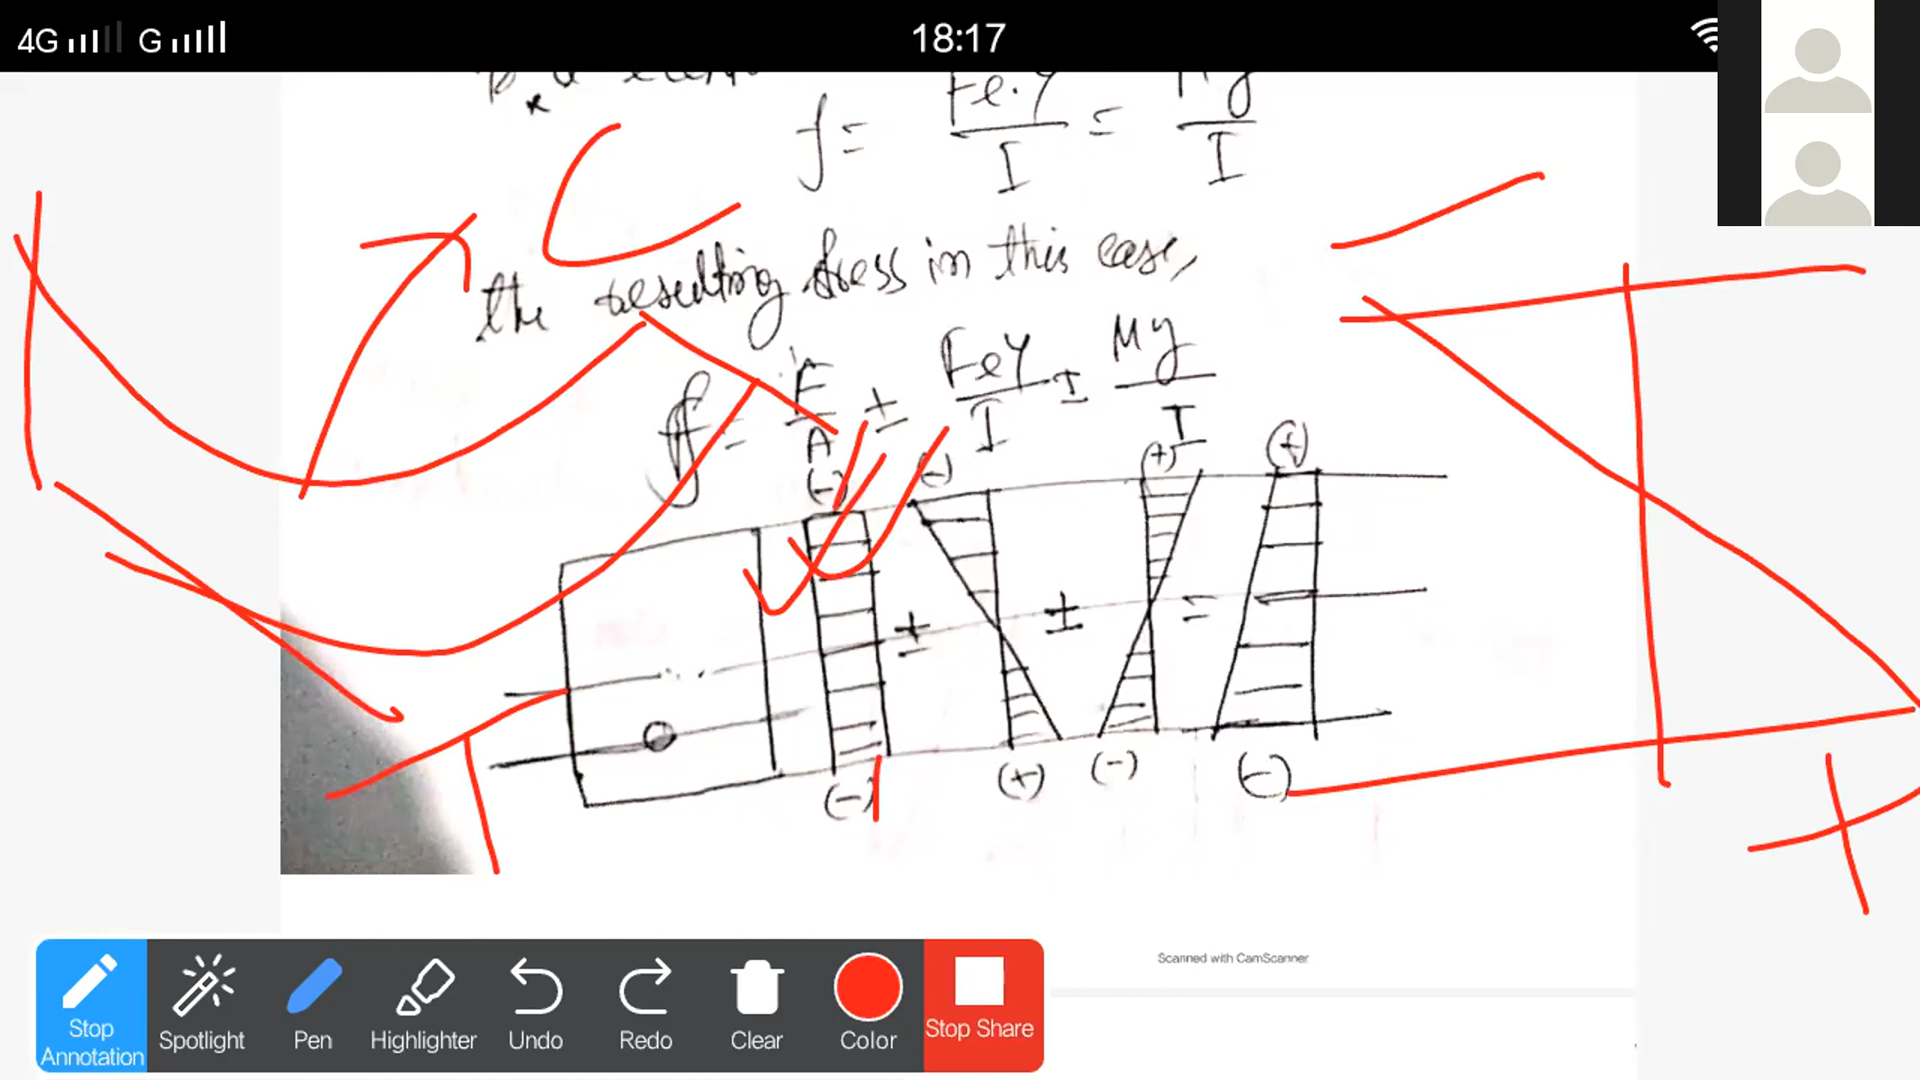 4G G 18:17
f = Fe.Y / I = My / I
the resulting stress in this case,
f = F/A ± FeY/I ± My/I
(-) (-) (+) (+)
± ± =
(-) (+) (-) (-)
Scanned with CamScanner
Stop Annotation Spotlight Pen Highlighter Undo Redo Clear Color Stop Share